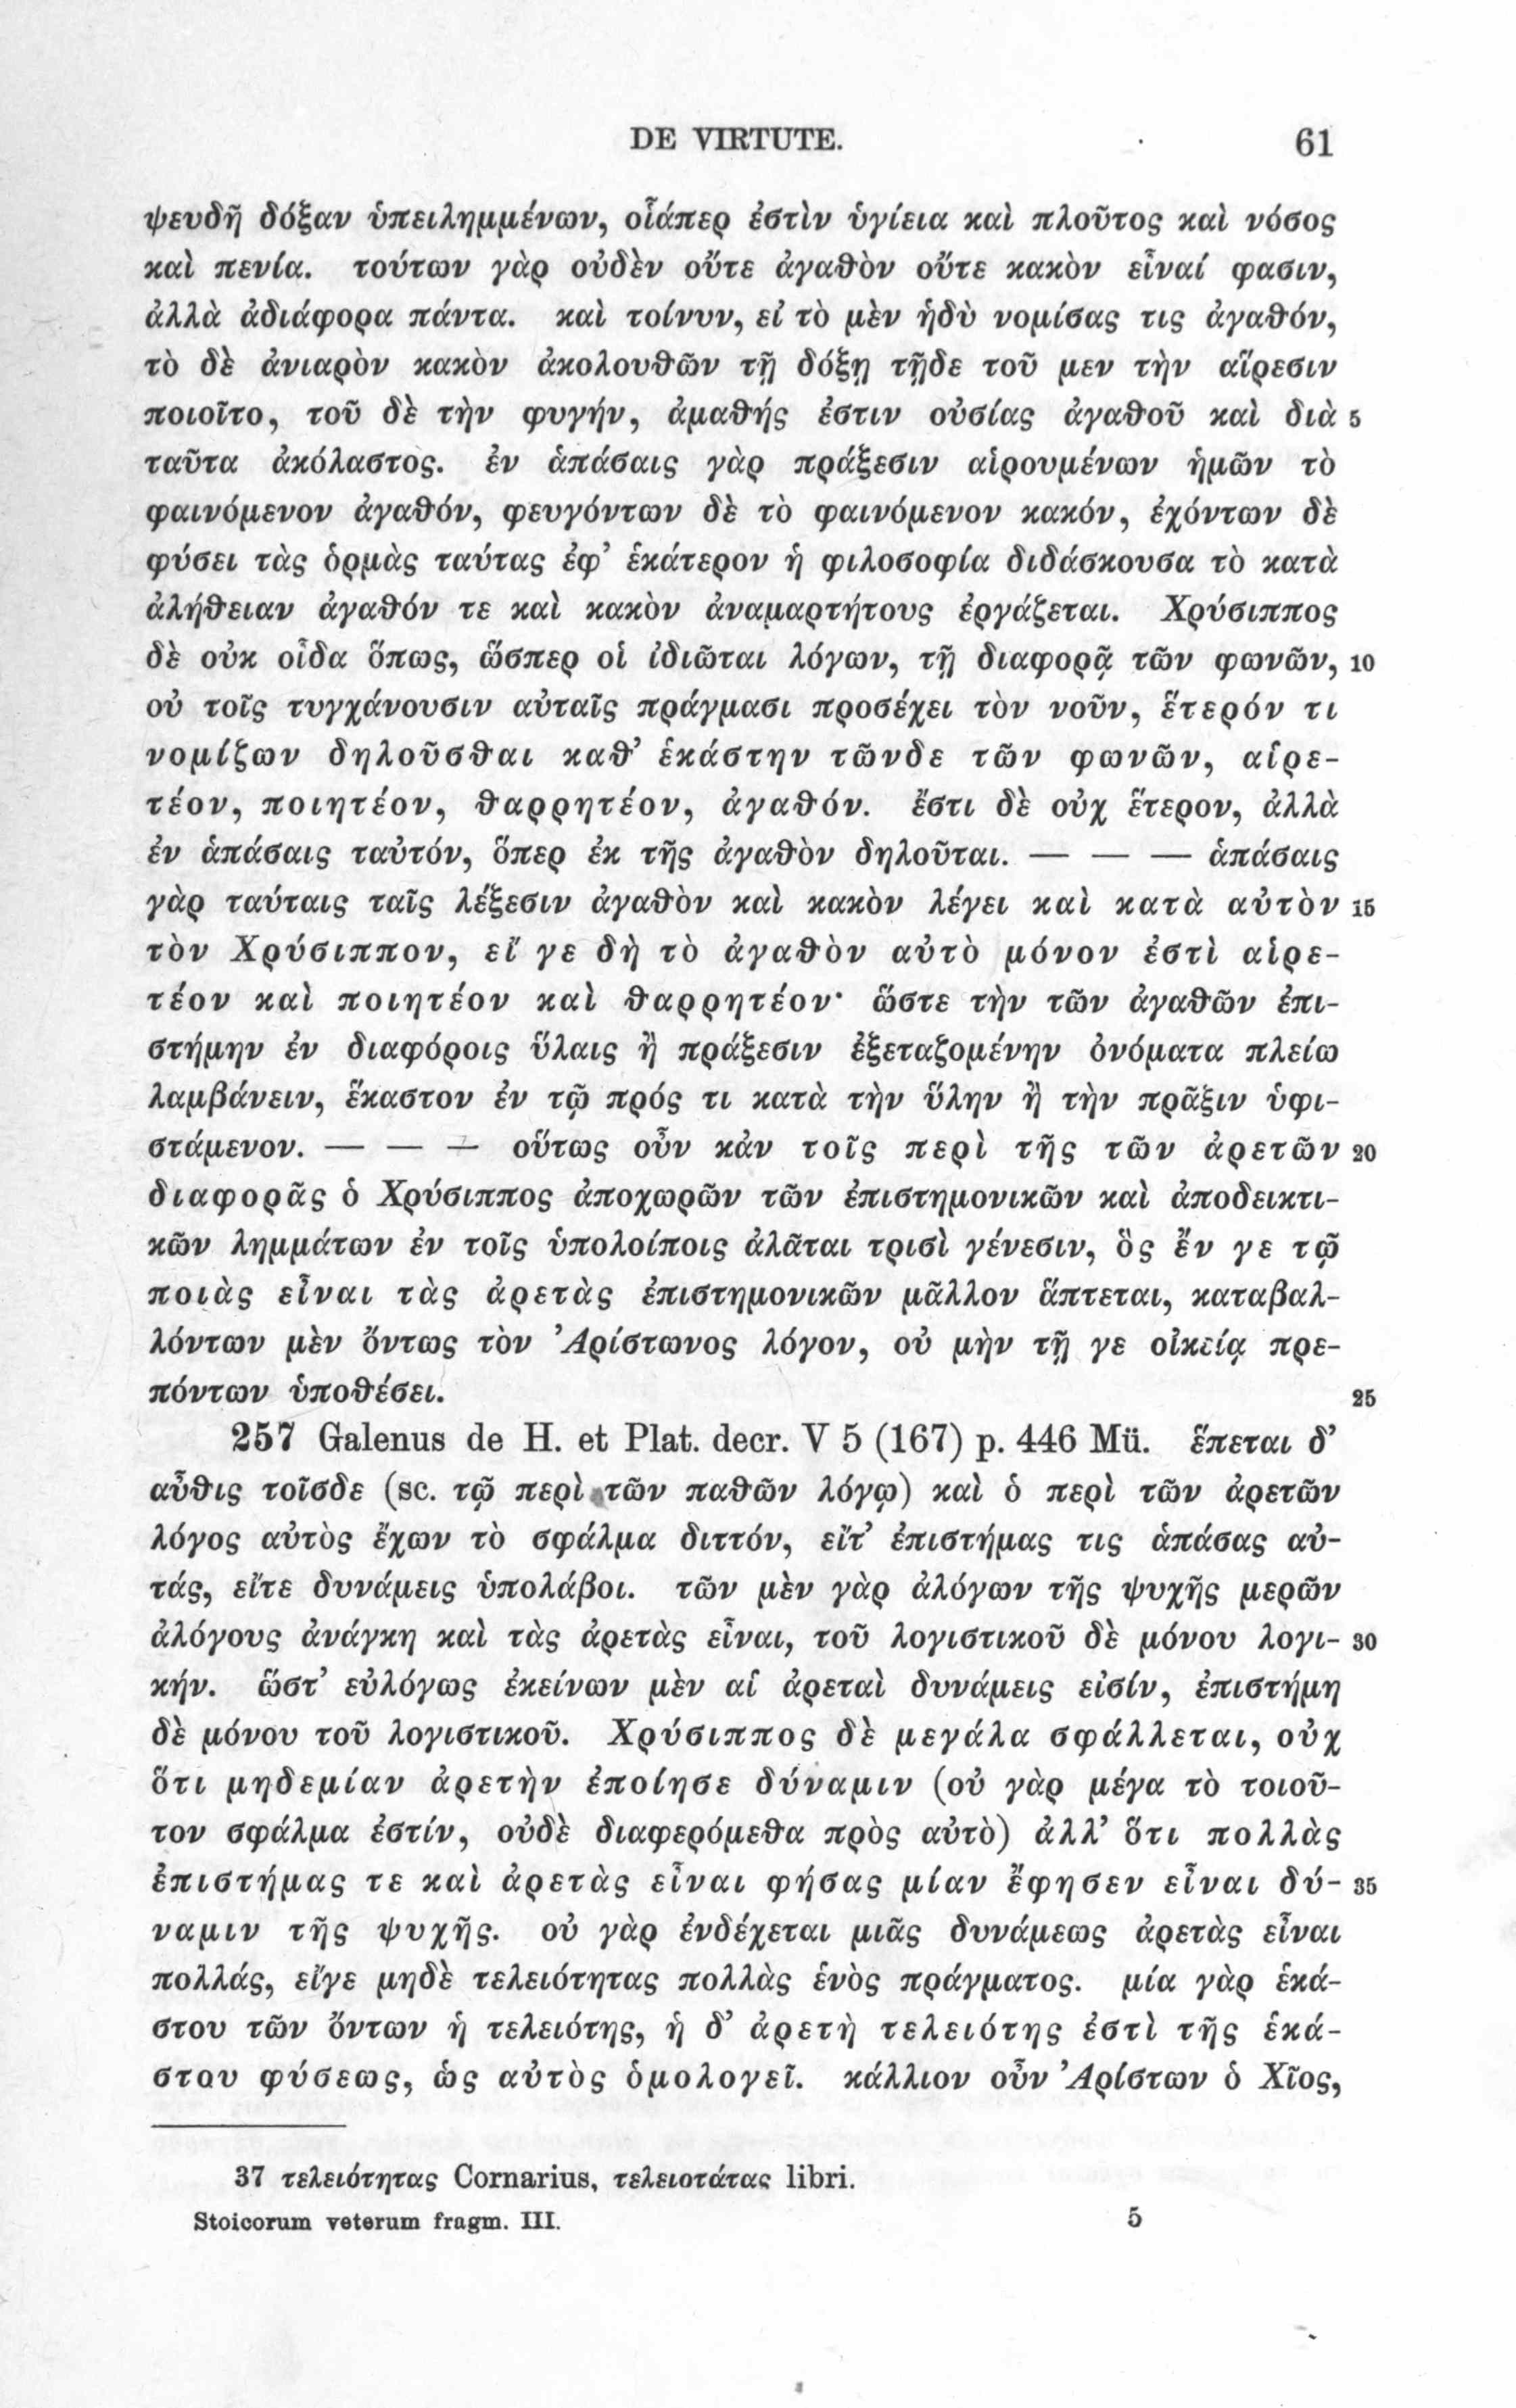 DE VIRTUTE. 61
ψευδῆ δόξαν ὑπειλημμένων, οἷάπερ ἐστὶν ὑγίεια καὶ πλοῦτος καὶ νόσος
καὶ πενία. τούτων γὰρ οὐδὲν οὔτε ἀγαθὸν οὔτε κακὸν εἶναί φασιν,
ἀλλὰ ἀδιάφορα πάντα. καὶ τοίνυν, εἰ τὸ μὲν ἡδὺ νομίσας τις ἀγαθόν,
τὸ δὲ ἀνιαρὸν κακὸν ἀκολουθῶν τῇ δόξῃ τῇδε τοῦ μεν τὴν αἵρεσιν
ποιοῖτο, τοῦ δὲ τὴν φυγήν, ἀμαθής ἐστιν οὐσίας ἀγαθοῦ καὶ διὰ 5
ταῦτα ἀκόλαστος. ἐν ἁπάσαις γὰρ πράξεσιν αἱρουμένων ἡμῶν τὸ
φαινόμενον ἀγαθόν, φευγόντων δὲ τὸ φαινόμενον κακόν, ἐχόντων δὲ
φύσει τὰς ὁρμὰς ταύτας ἐφ’ ἑκάτερον ἡ φιλοσοφία διδάσκουσα τὸ κατὰ
ἀλήθειαν ἀγαθόν τε καὶ κακὸν ἀναμαρτήτους ἐργάζεται. Χρύσιππος
δὲ οὐκ οἶδα ὅπως, ὥσπερ οἱ ἰδιῶται λόγων, τῇ διαφορᾷ τῶν φωνῶν, 10
οὐ τοῖς τυγχάνουσιν αὐταῖς πράγμασι προσέχει τὸν νοῦν, ἕτερόν τι
νομίζων δηλοῦσθαι καθ’ ἑκάστην τῶνδε τῶν φωνῶν, αἱρε-
τέον, ποιητέον, θαρρητέον, ἀγαθόν. ἔστι δὲ οὐχ ἕτερον, ἀλλὰ
ἐν ἁπάσαις ταὐτόν, ὅπερ ἐκ τῆς ἀγαθὸν δηλοῦται. — — — ἁπάσαις
γὰρ ταύταις ταῖς λέξεσιν ἀγαθὸν καὶ κακὸν λέγει καὶ κατὰ αὐτὸν 15
τὸν Χρύσιππον, εἴ γε δὴ τὸ ἀγαθὸν αὐτὸ μόνον ἐστὶ αἱρε-
τέον καὶ ποιητέον καὶ θαρρητέον· ὥστε τὴν τῶν ἀγαθῶν ἐπι-
στήμην ἐν διαφόροις ὕλαις ἢ πράξεσιν ἐξεταζομένην ὀνόματα πλείω
λαμβάνειν, ἕκαστον ἐν τῷ πρός τι κατὰ τὴν ὕλην ἢ τὴν πρᾶξιν ὑφι-
στάμενον. — — — οὕτως οὖν κἀν τοῖς περὶ τῆς τῶν ἀρετῶν 20
διαφορᾶς ὁ Χρύσιππος ἀποχωρῶν τῶν ἐπιστημονικῶν καὶ ἀποδεικτι-
κῶν λημμάτων ἐν τοῖς ὑπολοίποις ἀλᾶται τρισὶ γένεσιν, ὃς ἔν γε τῷ
ποιὰς εἶναι τὰς ἀρετὰς ἐπιστημονικῶν μᾶλλον ἅπτεται, καταβαλ-
λόντων μὲν ὄντως τὸν Ἀρίστωνος λόγον, οὐ μὴν τῇ γε οἰκείᾳ πρε-
πόντων ὑποθέσει. 25
257 Galenus de H. et Plat. decr. V 5 (167) p. 446 Mü. ἕπεται δ’
αὖθις τοῖσδε (sc. τῷ περὶ τῶν παθῶν λόγῳ) καὶ ὁ περὶ τῶν ἀρετῶν
λόγος αὐτὸς ἔχων τὸ σφάλμα διττόν, εἴτ’ ἐπιστήμας τις ἁπάσας αὐ-
τάς, εἴτε δυνάμεις ὑπολάβοι. τῶν μὲν γὰρ ἀλόγων τῆς ψυχῆς μερῶν
ἀλόγους ἀνάγκη καὶ τὰς ἀρετὰς εἶναι, τοῦ λογιστικοῦ δὲ μόνου λογι- 30
κήν. ὥστ’ εὐλόγως ἐκείνων μὲν αἱ ἀρεταὶ δυνάμεις εἰσίν, ἐπιστήμη
δὲ μόνου τοῦ λογιστικοῦ. Χρύσιππος δὲ μεγάλα σφάλλεται, οὐχ
ὅτι μηδεμίαν ἀρετὴν ἐποίησε δύναμιν (οὐ γὰρ μέγα τὸ τοιοῦ-
τον σφάλμα ἐστίν, οὐδὲ διαφερόμεθα πρὸς αὐτὸ) ἀλλ’ ὅτι πολλὰς
ἐπιστήμας τε καὶ ἀρετὰς εἶναι φήσας μίαν ἔφησεν εἶναι δύ- 35
ναμιν τῆς ψυχῆς. οὐ γὰρ ἐνδέχεται μιᾶς δυνάμεως ἀρετὰς εἶναι
πολλάς, εἴγε μηδὲ τελειότητας πολλὰς ἑνὸς πράγματος. μία γὰρ ἑκά-
στου τῶν ὄντων ἡ τελειότης, ἡ δ’ ἀρετὴ τελειότης ἐστὶ τῆς ἑκά-
στου φύσεως, ὡς αὐτὸς ὁμολογεῖ. κάλλιον οὖν Ἀρίστων ὁ Χῖος,
37 τελειότητας Cornarius, τελειοτάτας libri.
Stoicorum veterum fragm. III. 5